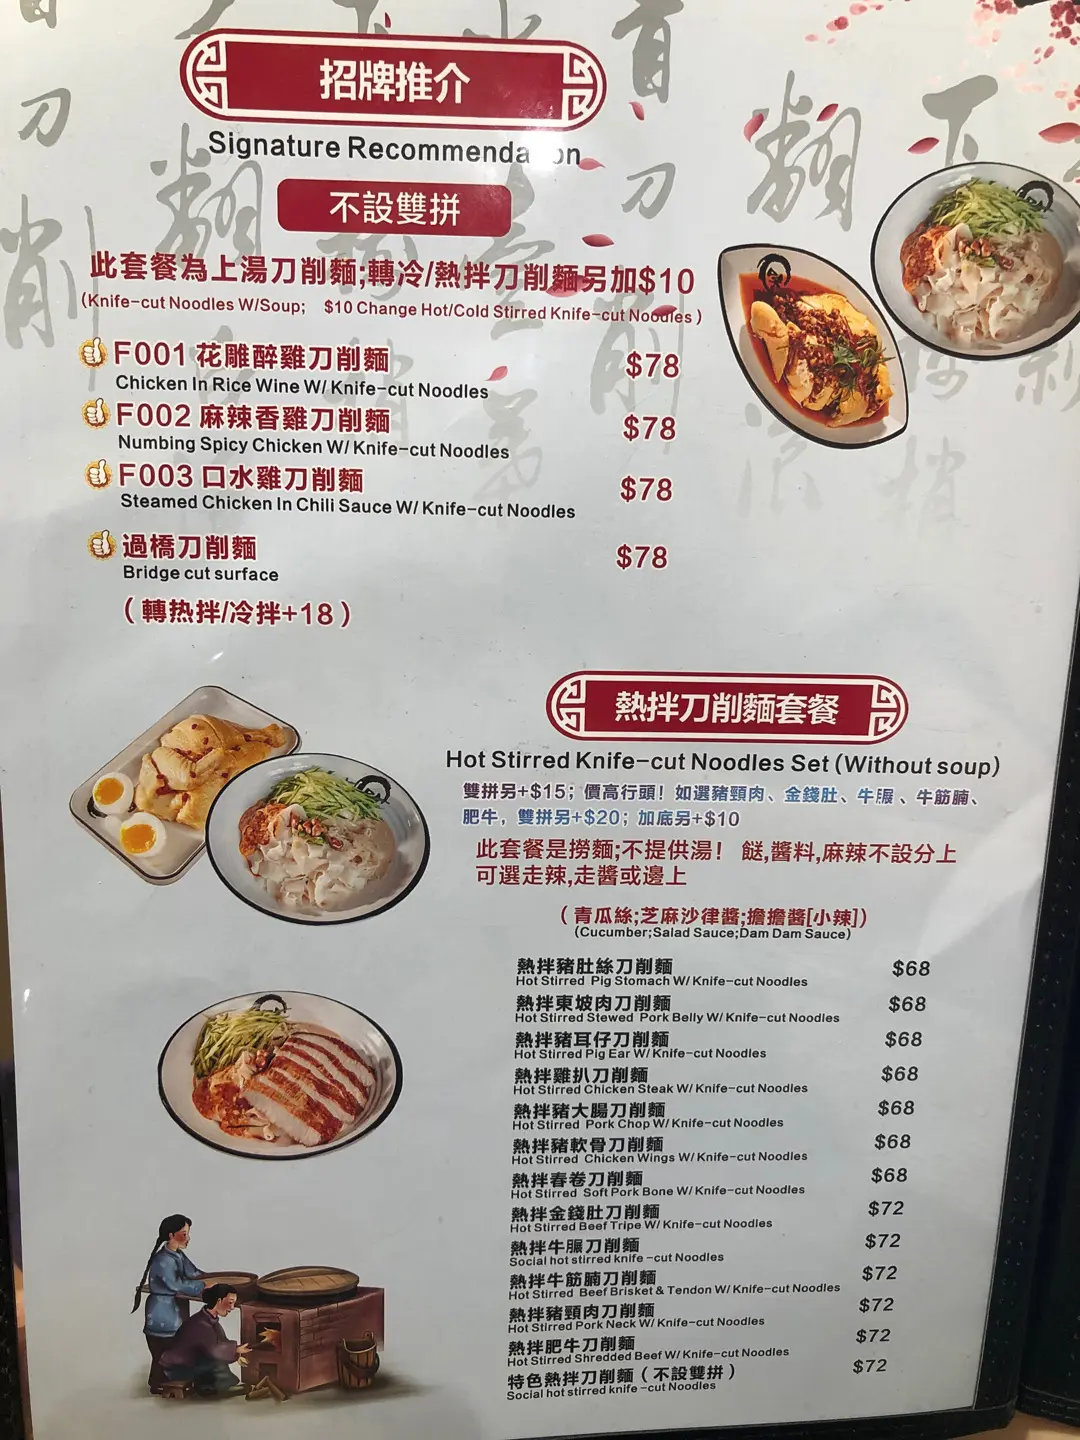 招牌推介
Signature Recommenda on
不設雙拼
此套餐為上湯刀削麵;轉冷/熱拌刀削麵另加$10
(Knife-cut Noodles W/Soup; $10 Change Hot/Cold Stirred Knife-cut Noodles)
F001 花雕醉雞刀削麵 $78
Chicken In Rice Wine W/ Knife-cut Noodles
F002 麻辣香雞刀削麵 $78
Numbing Spicy Chicken W/ Knife-cut Noodles
F003 口水雞刀削麵 $78
Steamed Chicken In Chili Sauce W/ Knife-cut Noodles
過橋刀削麵 $78
Bridge cut surface
(轉热拌/冷拌+18)
熱拌刀削麵套餐
Hot Stirred Knife-cut Noodles Set (Without soup)
雙拼另+$15; 價高行頭! 如選豬頸肉、金錢肚、牛𦟌、牛筋腩、
肥牛, 雙拼另+$20; 加底另+$10
此套餐是撈麵;不提供湯! 餸,醬料,麻辣不設分上
可選走辣,走醬或邊上
(青瓜絲;芝麻沙律醬;擔擔醬[小辣])
(Cucumber;Salad Sauce;Dam Dam Sauce)
熱拌豬肚絲刀削麵 $68
Hot Stirred Pig Stomach W/ Knife-cut Noodles
熱拌東坡肉刀削麵 $68
Hot Stirred Stewed Pork Belly W/ Knife-cut Noodles
熱拌豬耳仔刀削麵 $68
Hot Stirred Pig Ear W/ Knife-cut Noodles
熱拌雞扒刀削麵 $68
Hot Stirred Chicken Steak W/ Knife-cut Noodles
熱拌豬大腸刀削麵 $68
Hot Stirred Pork Chop W/ Knife-cut Noodles
熱拌豬軟骨刀削麵 $68
Hot Stirred Chicken Wings W/ Knife-cut Noodles
熱拌春卷刀削麵 $68
Hot Stirred Soft Pork Bone W/ Knife-cut Noodles
熱拌金錢肚刀削麵 $72
Hot Stirred Beef Tripe W/ Knife-cut Noodles
熱拌牛𦟌刀削麵 $72
Social hot stirred knife -cut Noodles
熱拌牛筋腩刀削麵 $72
Hot Stirred Beef Brisket & Tendon W/ Knife-cut Noodles
熱拌豬頸肉刀削麵 $72
Hot Stirred Pork Neck W/ Knife-cut Noodles
熱拌肥牛刀削麵 $72
Hot Stirred Shredded Beef W/ Knife-cut Noodles
特色熱拌刀削麵(不設雙拼) $72
Social hot stirred knife -cut Noodles